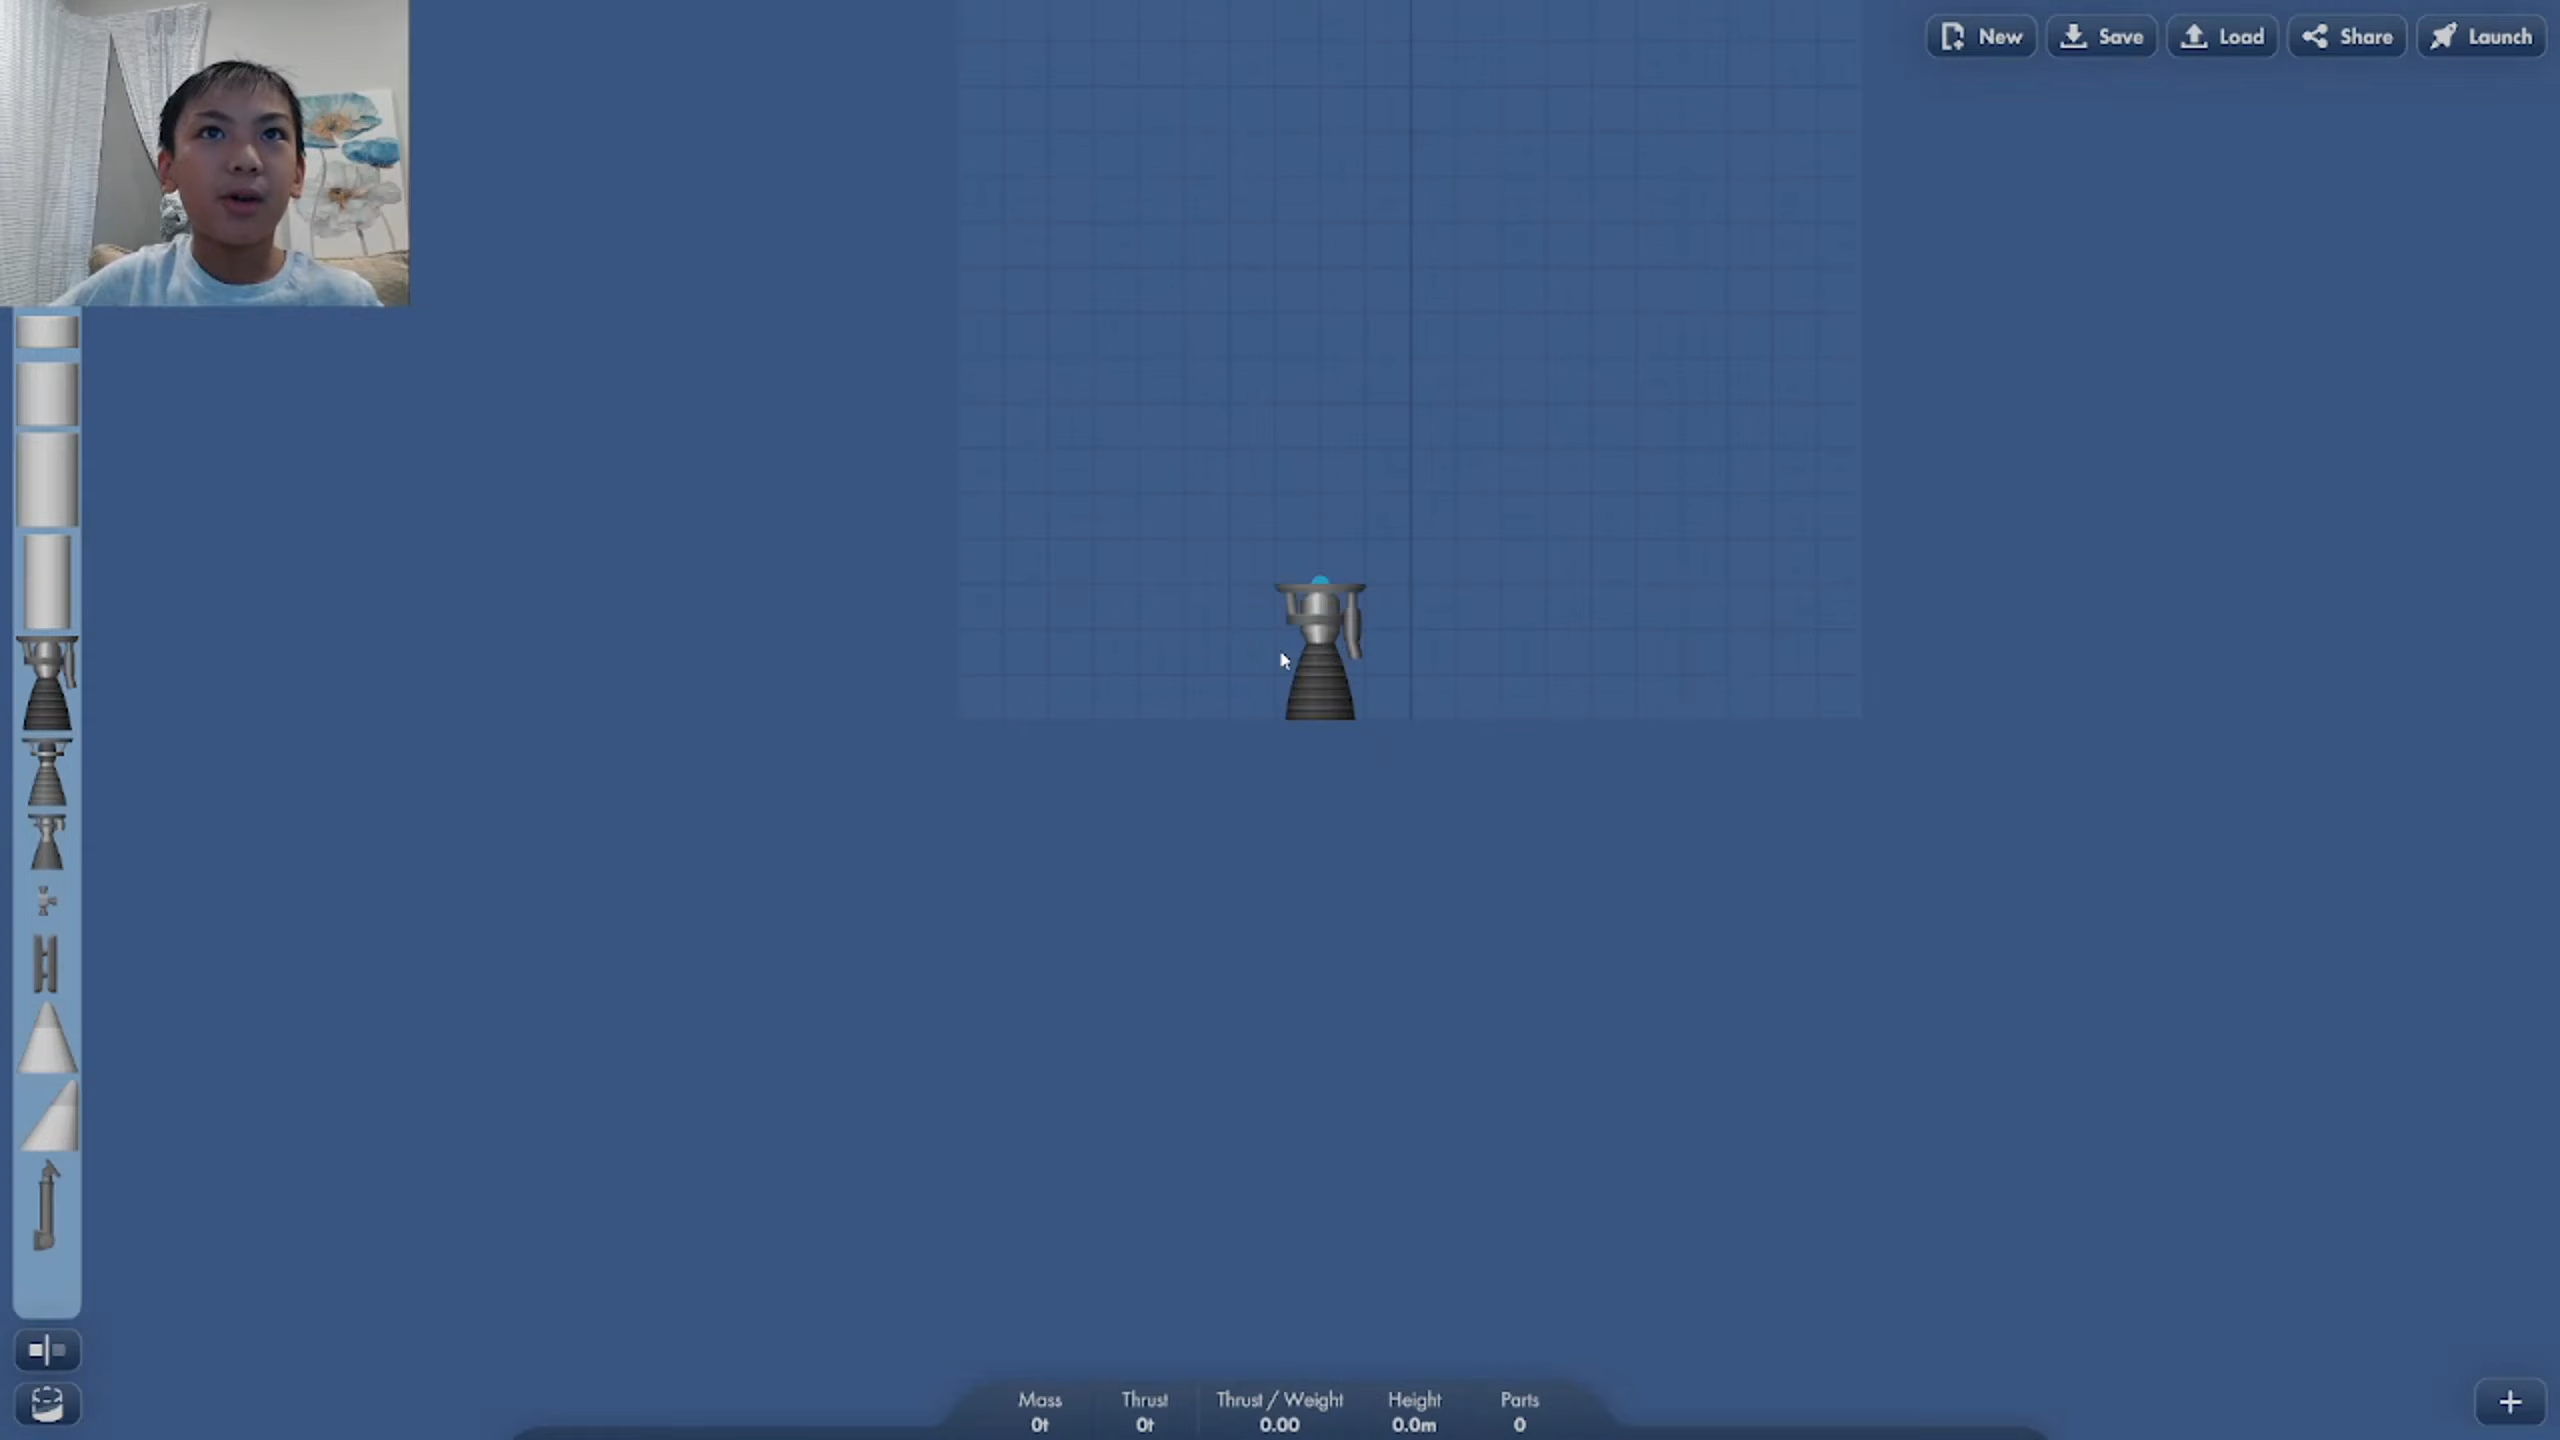 New Save Load Share Launch
Mass Thrust Thrust / Weight Height Parts
0t 0t 0.00 0.0m 0